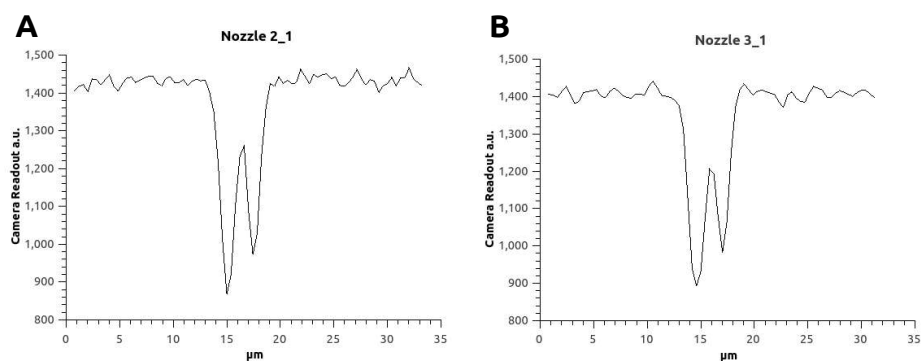 A
Nozzle 2_1
1,500
1,400
1,300
1,200
1,100
1,000
900
800
Camera Readout a.u.
0 5 10 15 20 25 30 35
µm
B
Nozzle 3_1
1,500
1,400
1,300
1,200
1,100
1,000
900
800
Camera Readout a.u.
0 5 10 15 20 25 30 35
µm